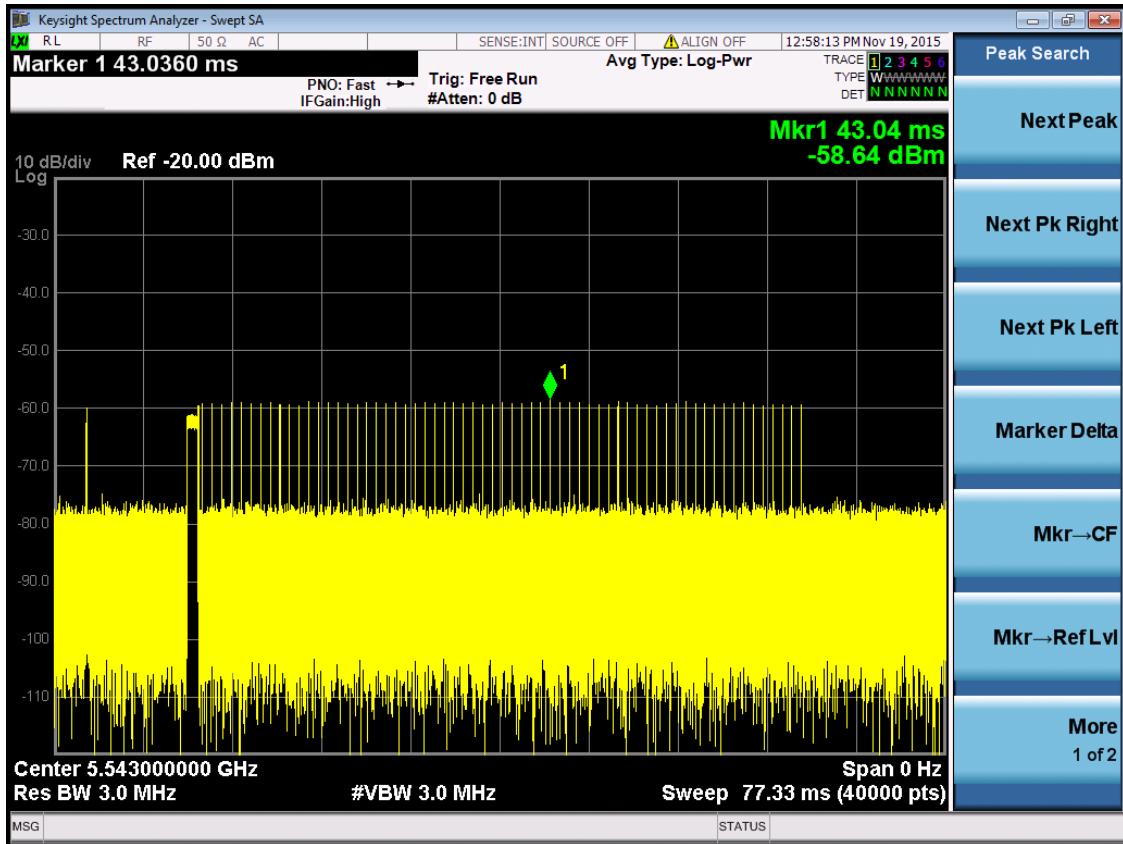 Keysight Spectrum Analyzer - Swept SA
LXI RL RF 50 Ω AC SENSE:INT SOURCE OFF ALIGN OFF 12:58:13 PM Nov 19, 2015
Marker 1 43.0360 ms
PNO: Fast
IFGain:High
Trig: Free Run
#Atten: 0 dB
Avg Type: Log-Pwr
TRACE 1 2 3 4 5 6
TYPE WWWWWWW
DET N N N N N N
Mkr1 43.04 ms
-58.64 dBm
10 dB/div Ref -20.00 dBm
Log
-30.0
-40.0
-50.0
1
-60.0
-70.0
-80.0
-90.0
-100
-110
Center 5.543000000 GHz Span 0 Hz
Res BW 3.0 MHz #VBW 3.0 MHz Sweep 77.33 ms (40000 pts)
MSG STATUS
Peak Search
Next Peak
Next Pk Right
Next Pk Left
Marker Delta
Mkr→CF
Mkr→Ref Lvl
More
1 of 2